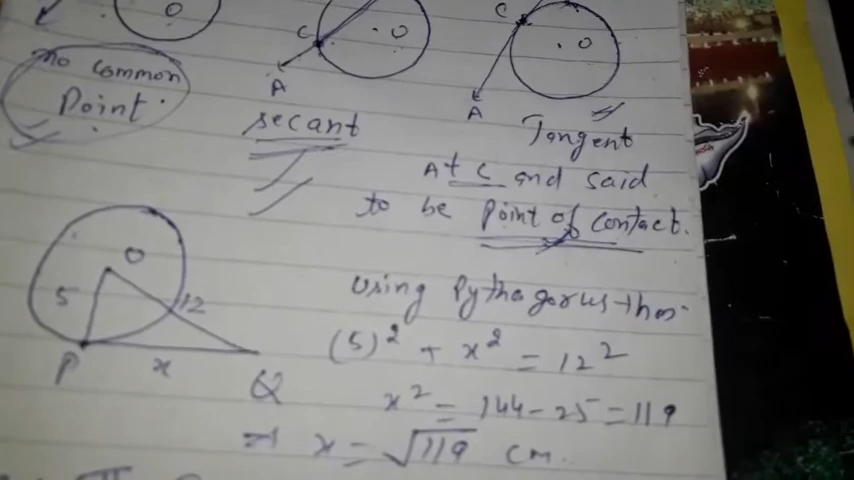 O
C O
C O
A
A
no common
Point.
secant
Tangent
At C and said
to be Point of Contact.
O
5
12
P x Q
Using Pythagorus thm.
(5)² + x² = 12²
x² = 144 - 25 = 119
⇒ x = √119 cm.